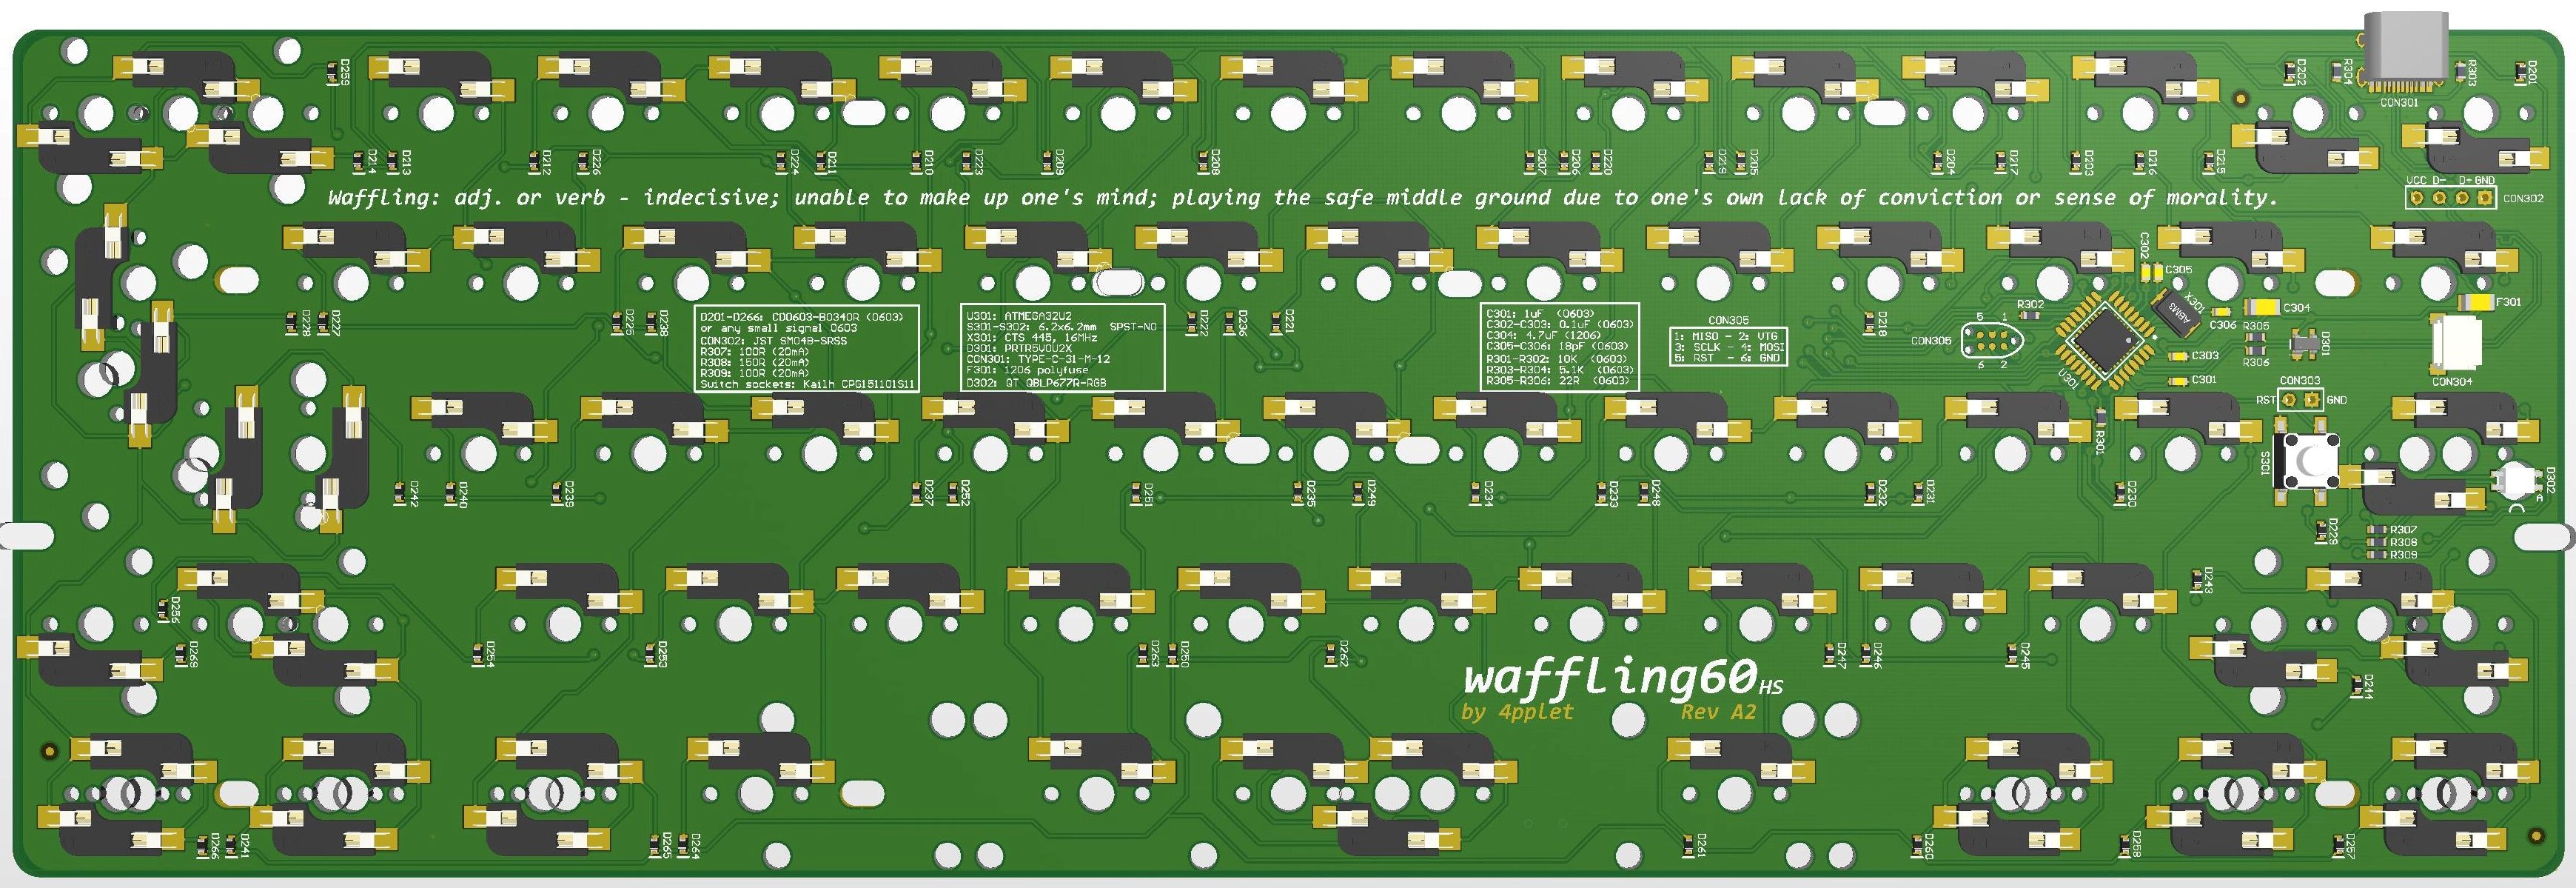 D259
D202
R304
R303
D201
CON301
D214
D213
D212
D226
D224
D211
D210
D223
D209
D208
D207
D206
D220
D219
D205
D204
D217
D203
D216
D215
Waffling: adj. or verb - indecisive; unable to make up one's mind; playing the safe middle ground due to one's own lack of conviction or sense of morality.
VCC D- D+ GND
CON302
C302
C305
X301
ABM3
R302
C306
C304
F301
D228
D227
D225
D238
D201-D266: CDD0603-B0340R (0603)
or any small signal 0603
CON302: JST SM04B-SRSS
R307: 100R (20mA)
R308: 150R (20mA)
R309: 100R (20mA)
Switch sockets: Kailh CPG151101S11
U301: ATMEGA32U2
S301-S302: 6.2x6.2mm SPST-NO
X301: CTS 445, 16MHz
D301: PRTR5V0U2X
CON301: TYPE-C-31-M-12
F301: 1206 polyfuse
D302: QT QBLP677R-RGB
D222
D236
D221
C301: 1uF (0603)
C302-C303: 0.1uF (0603)
C304: 4.7uF (1206)
C305-C306: 18pF (0603)
R301-R302: 10K (0603)
R303-R304: 5.1K (0603)
R305-R306: 22R (0603)
CON305
1: MISO - 2: VTG
3: SCLK - 4: MOSI
5: RST - 6: GND
D218
CON305
5 1
6 2
U301
R305
R306
D301
C303
C301
CON304
CON303
RST
GND
R301
S301
D302
A
D242
D240
D239
D237
D252
D251
D235
D249
D234
D233
D248
D232
D231
D230
D229
R307
R308
R309
D256
D269
D254
D253
D263
D250
D262
D247
D246
D245
D243
D244
waffling60 HS
by 4pplet Rev A2
D266
D241
D265
D264
D261
D260
D258
D257